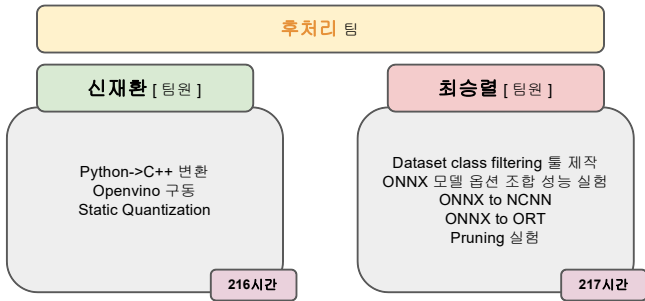 후처리 팀
신재환 [ 팀원 ]
Python->C++ 변환
Openvino 구동
Static Quantization
216시간
최승렬 [ 팀원 ]
Dataset class filtering 툴 제작
ONNX 모델 옵션 조합 성능 실험
ONNX to NCNN
ONNX to ORT
Pruning 실험
217시간